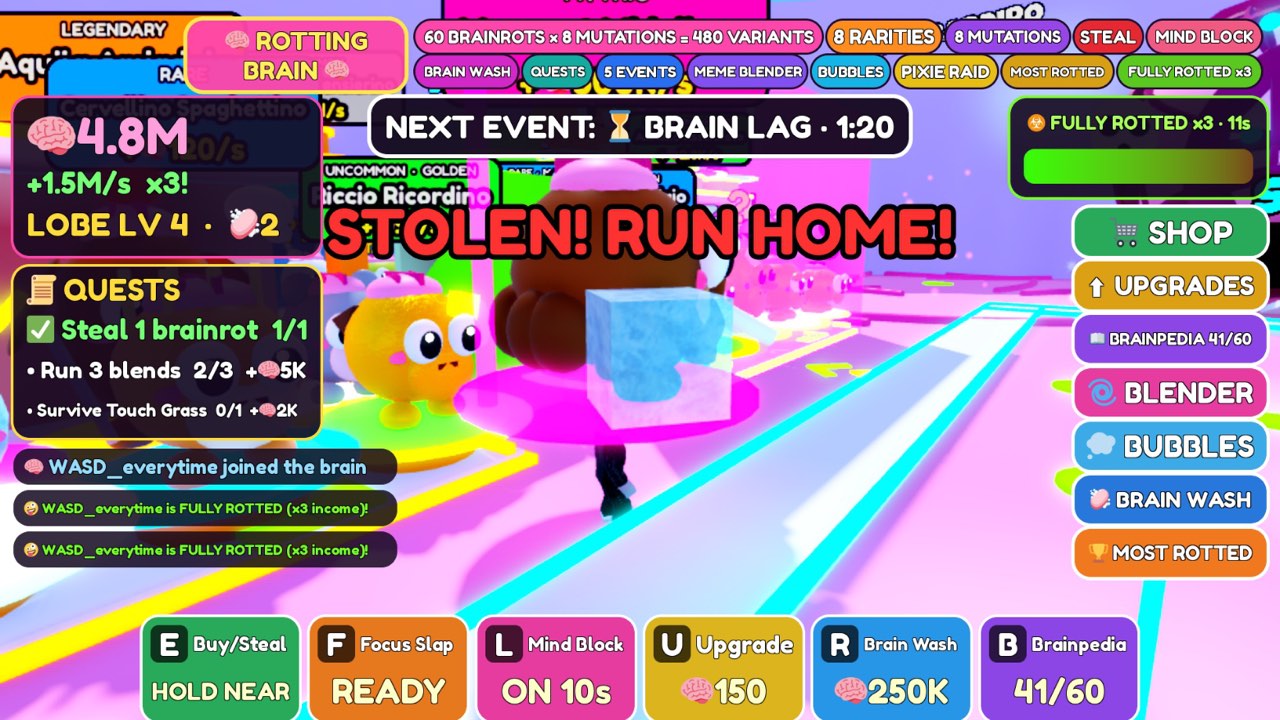 LEGENDARY
🧠 ROTTING
BRAIN 🧠
60 BRAINROTS x 8 MUTATIONS = 480 VARIANTS
8 RARITIES
8 MUTATIONS
STEAL
MIND BLOCK
BRAIN WASH
QUESTS
5 EVENTS
MEME BLENDER
BUBBLES
PIXIE RAID
MOST ROTTED
FULLY ROTTED x3
Cervellino Spaghettino
🧠4.8M
+1.5M/s x3!
LOBE LV 4 · 2
NEXT EVENT: ⏳ BRAIN LAG · 1:20
☣ FULLY ROTTED x3 · 11s
UNCOMMON · GOLDEN
Riccio Ricordino
STOLEN! RUN HOME!
📜 QUESTS
✅ Steal 1 brainrot 1/1
• Run 3 blends 2/3 +🧠5K
• Survive Touch Grass 0/1 +🧠2K
🧠 WASD_everytime joined the brain
🤪 WASD_everytime is FULLY ROTTED (x3 income)!
🤪 WASD_everytime is FULLY ROTTED (x3 income)!
🛒 SHOP
⬆ UPGRADES
📖 BRAINPEDIA 41/60
🌀 BLENDER
💭 BUBBLES
🧼 BRAIN WASH
🏆 MOST ROTTED
E Buy/Steal
HOLD NEAR
F Focus Slap
READY
L Mind Block
ON 10s
U Upgrade
🧠150
R Brain Wash
🧠250K
B Brainpedia
41/60